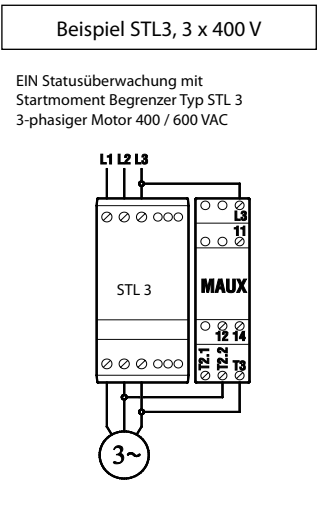 Beispiel STL3, 3 x 400 V
EIN Statusüberwachung mit
Startmoment Begrenzer Typ STL 3
3-phasiger Motor 400 / 600 VAC
L1 L2 L3
L3
11
STL 3
MAUX
12 14
T2.1 T2.2 T3
3~